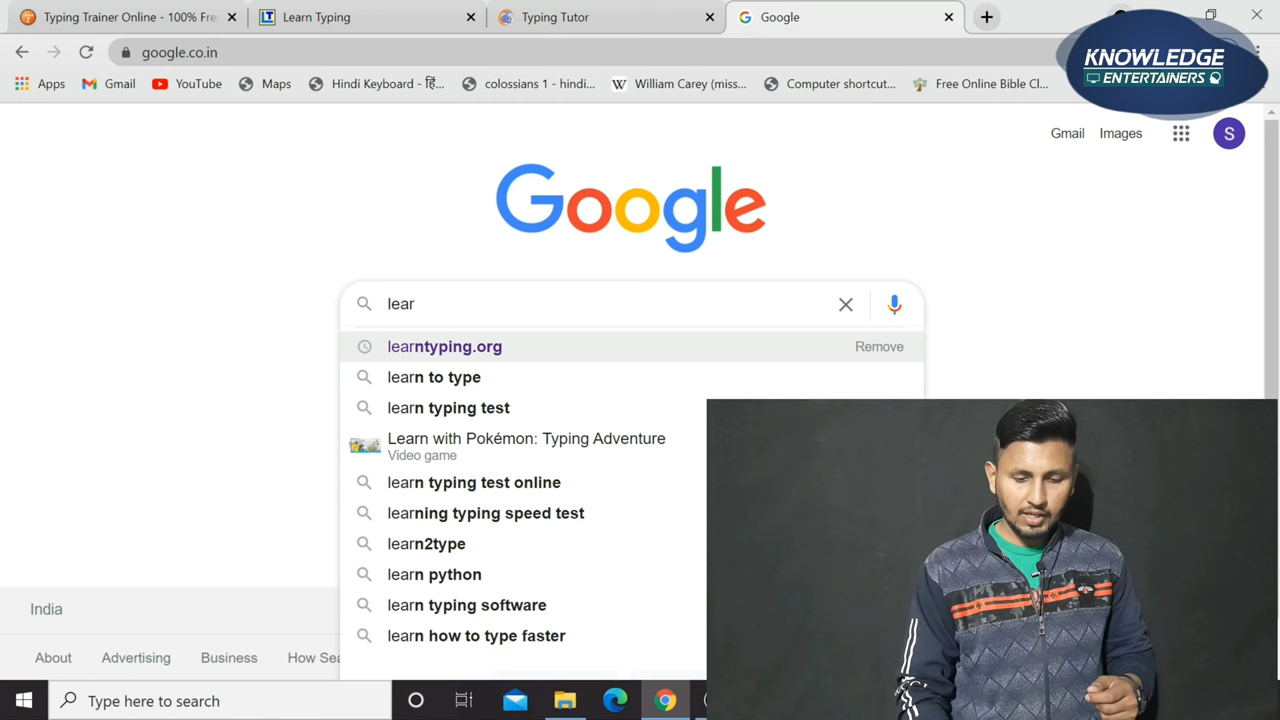 Typing Trainer Online - 100% Fre
Learn Typing
Typing Tutor
Google
google.co.in
KNOWLEDGE
ENTERTAINERS
Apps
Gmail
YouTube
Maps
Hindi Keyboard - हिं...
colossians 1 - hindi...
William Carey (miss...
Computer shortcut...
Free Online Bible Cl...
Gmail
Images
S
Google
lear
learntyping.org
Remove
learn to type
learn typing test
Learn with Pokémon: Typing Adventure
Video game
learn typing test online
learning typing speed test
learn2type
learn python
learn typing software
learn how to type faster
India
About
Advertising
Business
How Sea
Type here to search